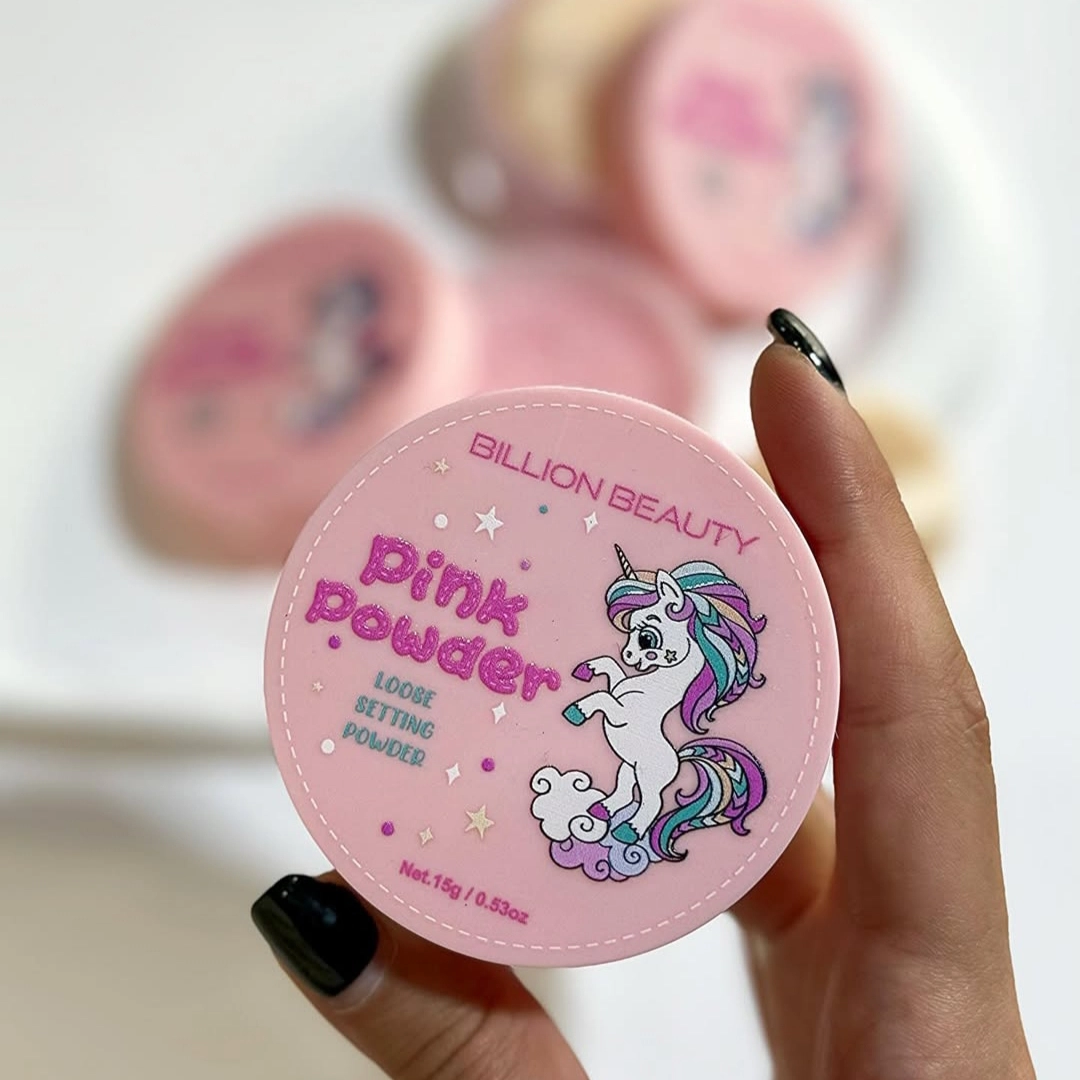 BILLION BEAUTY
Pink
Powder
LOOSE
SETTING
POWDER
Net.15g / 0.53oz